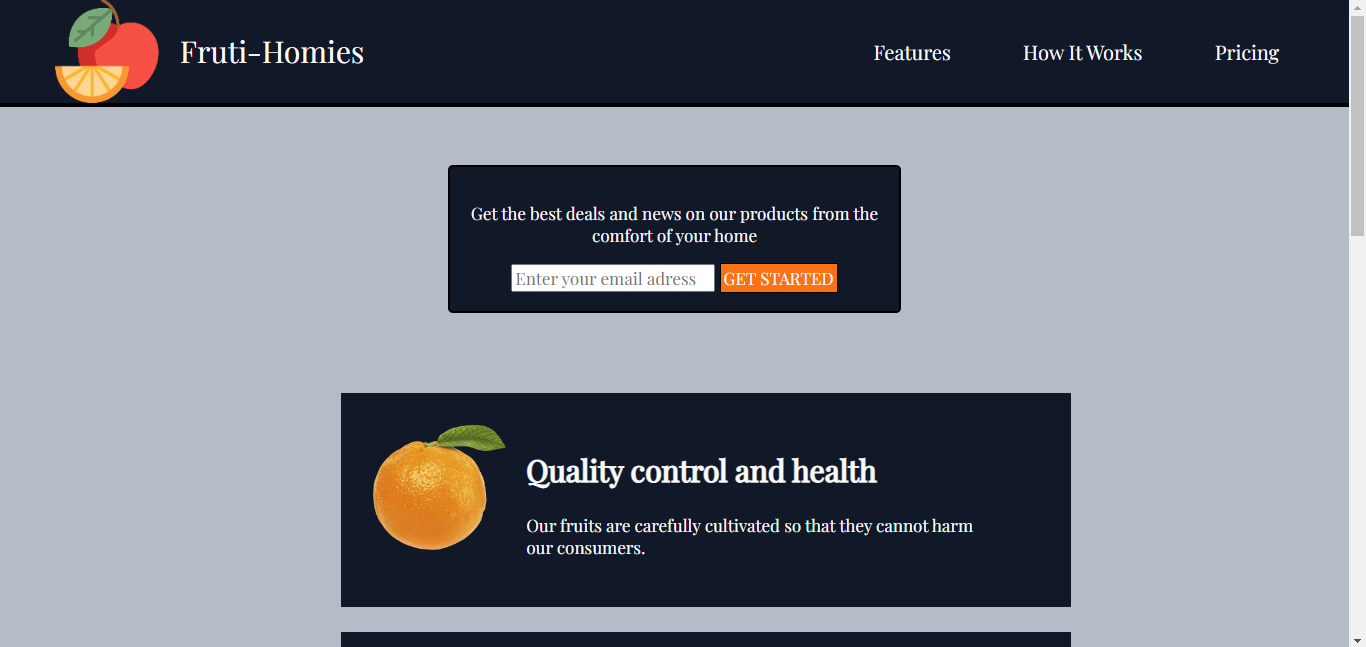 Fruti-Homies
Features
How It Works
Pricing
Get the best deals and news on our products from the
comfort of your home
Enter your email adress
GET STARTED
Quality control and health
Our fruits are carefully cultivated so that they cannot harm
our consumers.